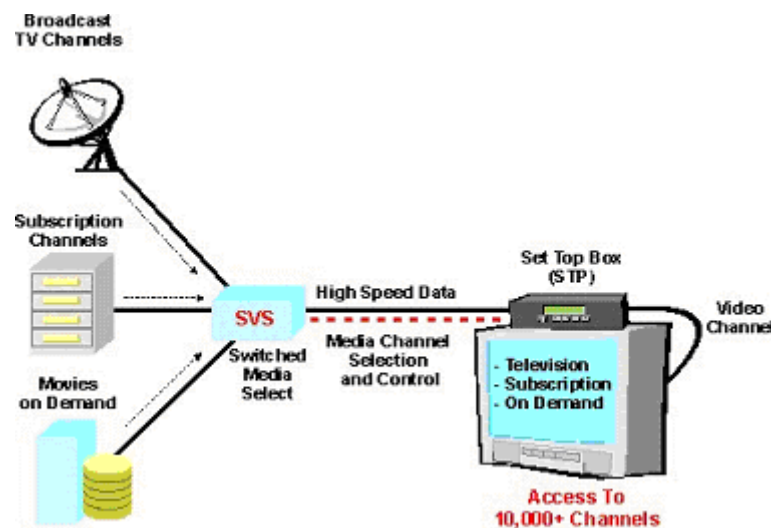 Broadcast
TV Channels
Subscription
Channels
SVS
Switched
Media
Select
Movies
on Demand
High Speed Data
Media Channel
Selection
and Control
Set Top Box
(STP)
Video
Channel
- Television
- Subscription
- On Demand
Access To
10,000+ Channels